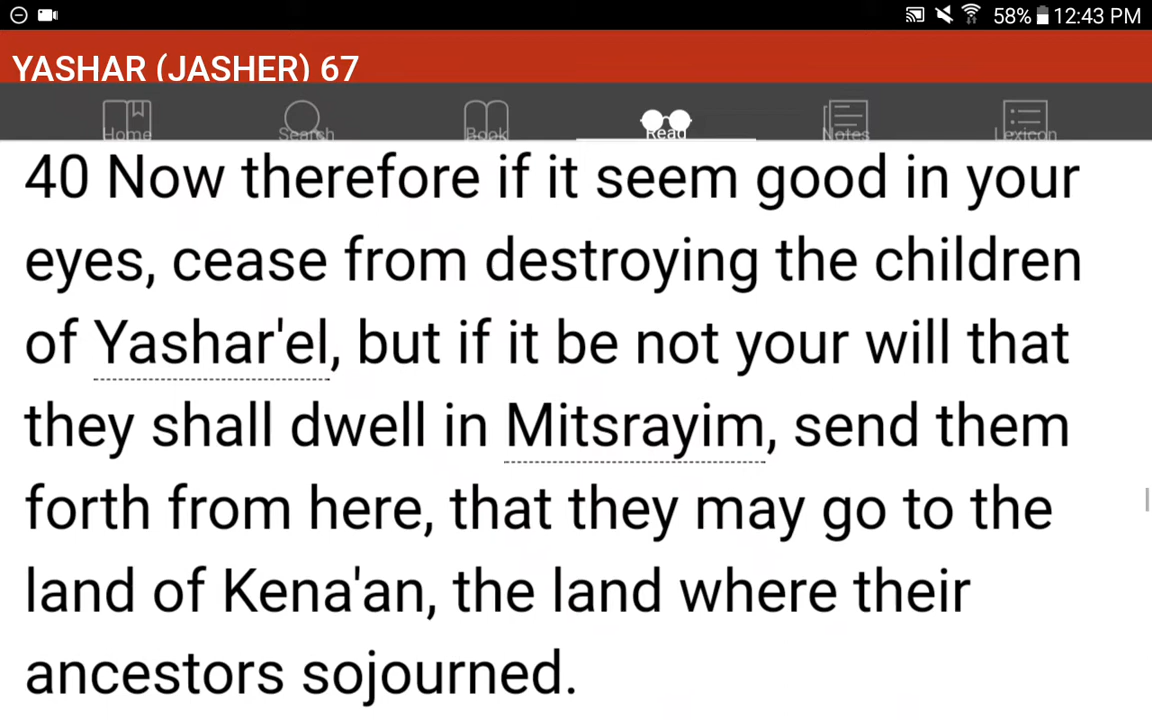 58% 12:43 PM
YASHAR (JASHER) 67
Home Search Book Read Notes Lexicon
40 Now therefore if it seem good in your
eyes, cease from destroying the children
of Yashar'el, but if it be not your will that
they shall dwell in Mitsrayim, send them
forth from here, that they may go to the
land of Kena'an, the land where their
ancestors sojourned.